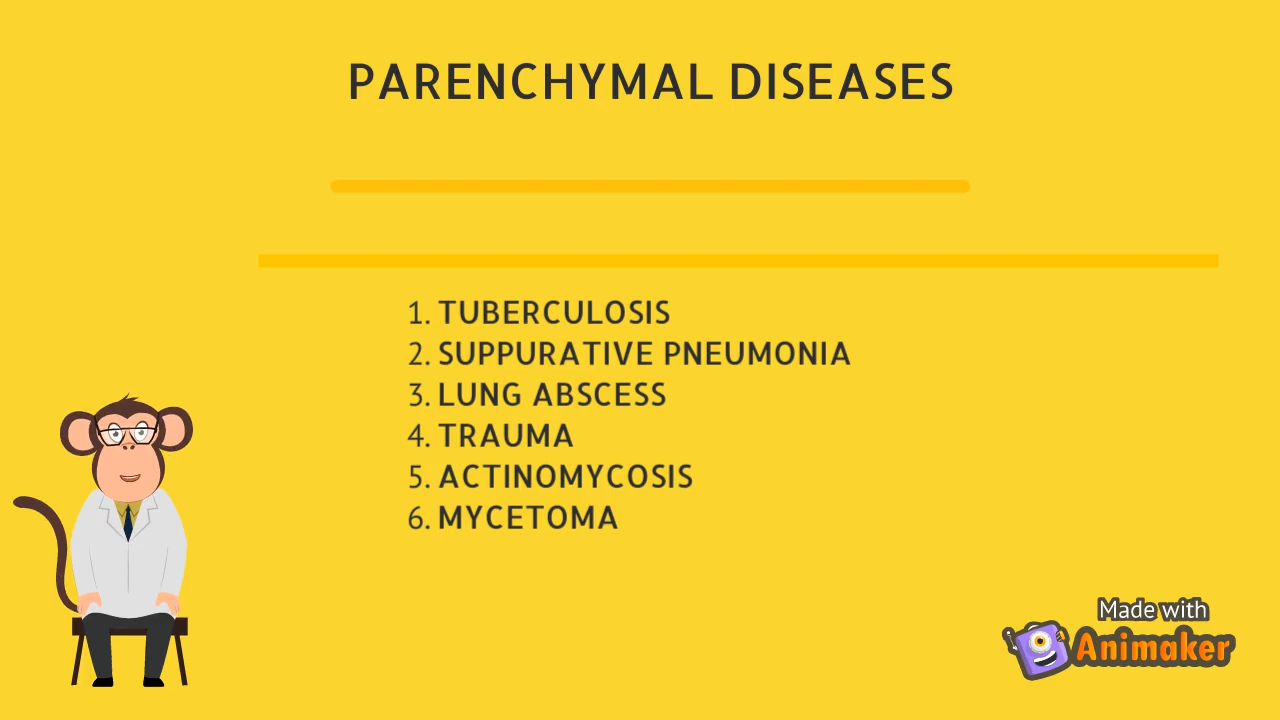 PARENCHYMAL DISEASES
1. TUBERCULOSIS
2. SUPPURATIVE PNEUMONIA
3. LUNG ABSCESS
4. TRAUMA
5. ACTINOMYCOSIS
6. MYCETOMA
Made with
Animaker